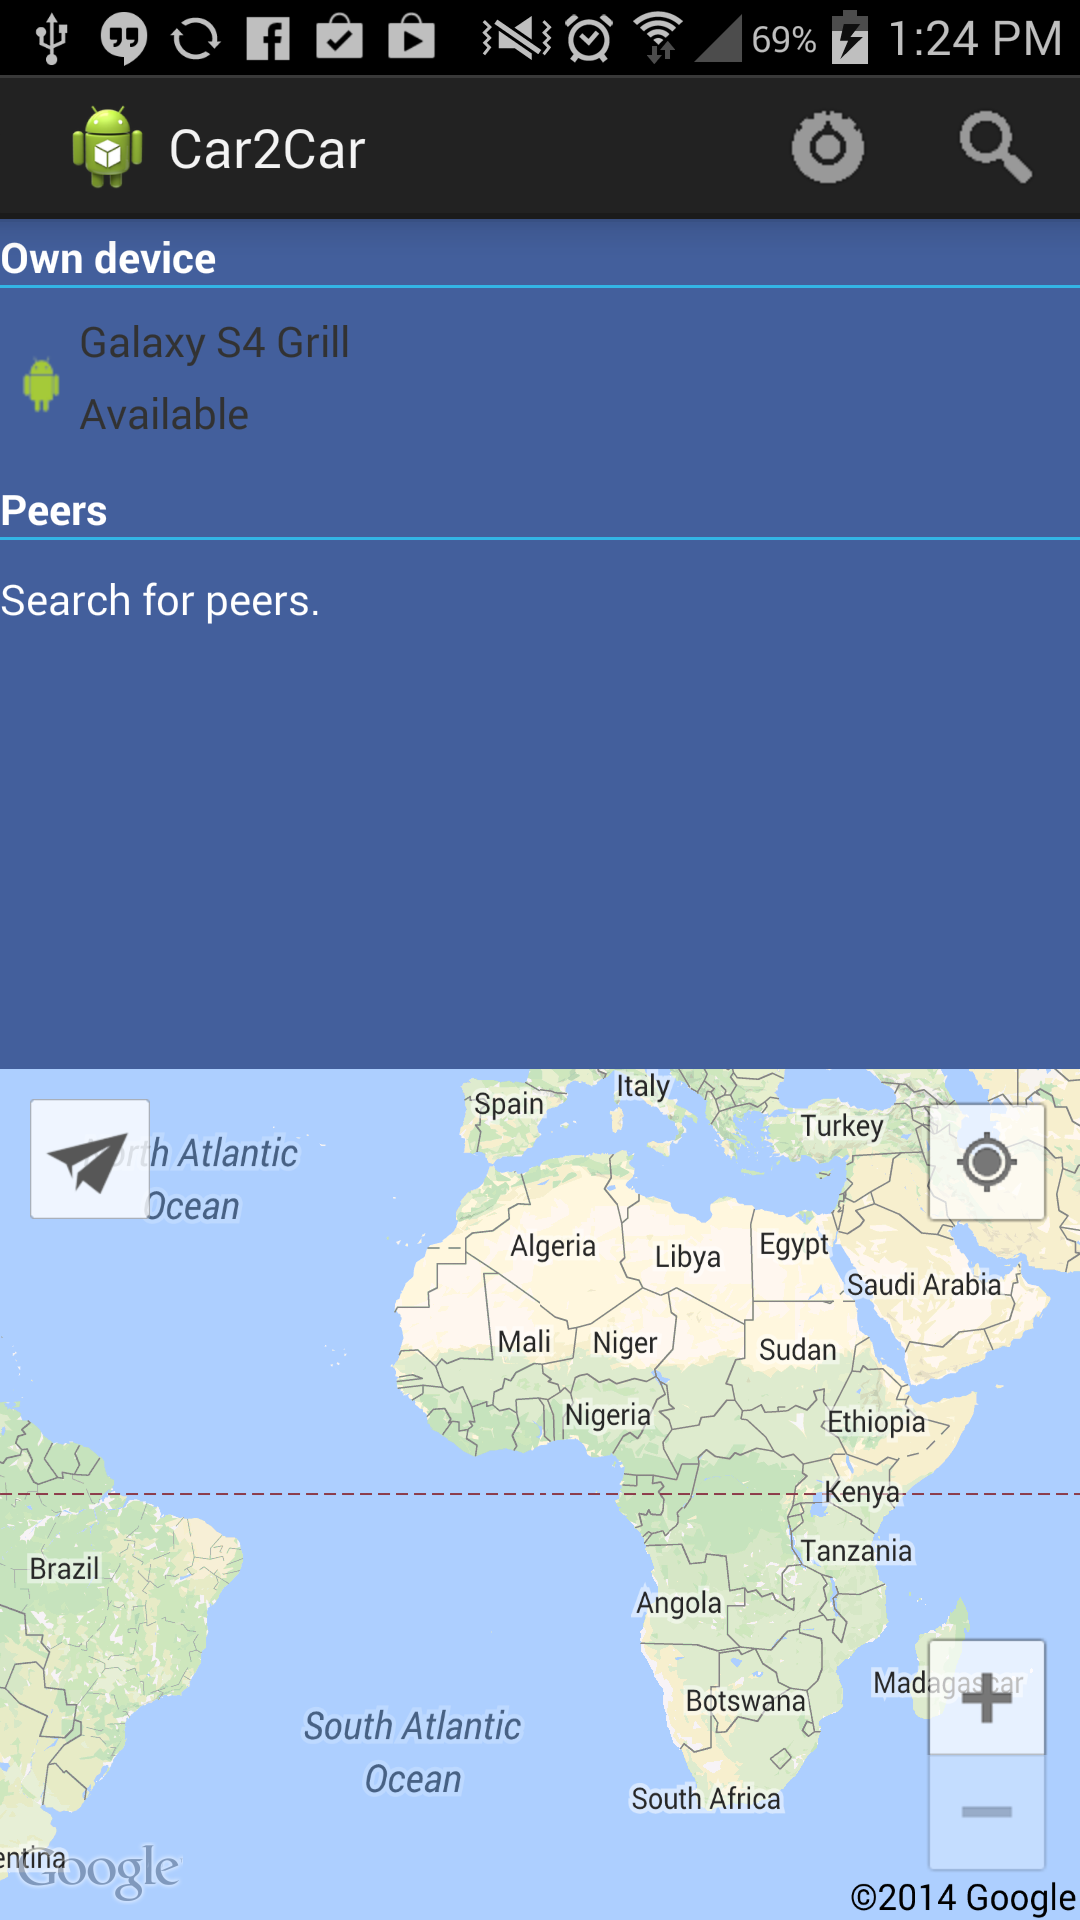 69% 1:24 PM
Car2Car
Own device
Galaxy S4 Grill
Available
Peers
Search for peers.
Italy
Spain
Turkey
rth Atlantic
Ocean
Algeria
Libya
Egypt
Saudi Arabia
Mali
Niger
Sudan
Nigeria
Ethiopia
Kenya
Brazil
Tanzania
Angola
Madagascar
Botswana
South Atlantic
Ocean
South Africa
entina
Google
©2014 Google